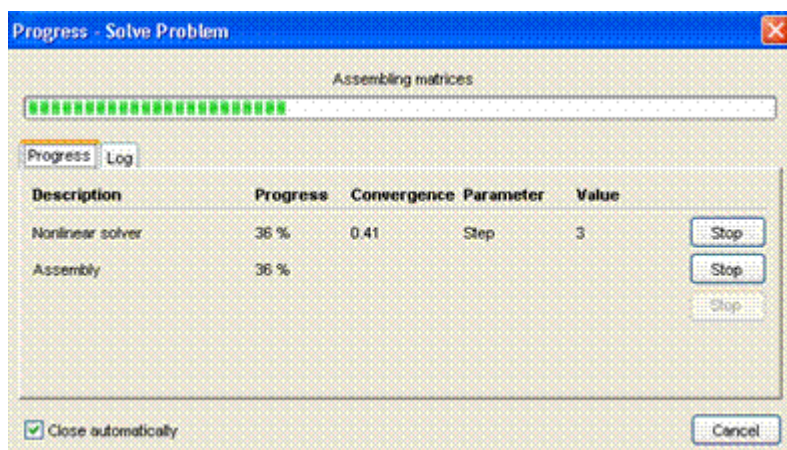 Progress - Solve Problem
Assembling matrices
Progress Log
Description Progress Convergence Parameter Value
Nonlinear solver 36 % 0.41 Step 3 Stop
Assembly 36 % Stop
Stop
Close automatically Cancel